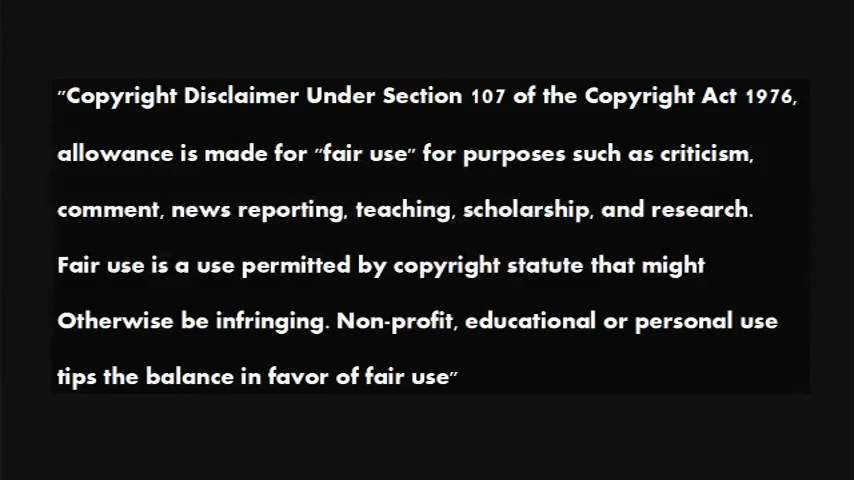 "Copyright Disclaimer Under Section 107 of the Copyright Act 1976,
allowance is made for "fair use" for purposes such as criticism,
comment, news reporting, teaching, scholarship, and research.
Fair use is a use permitted by copyright statute that might
Otherwise be infringing. Non-profit, educational or personal use
tips the balance in favor of fair use"